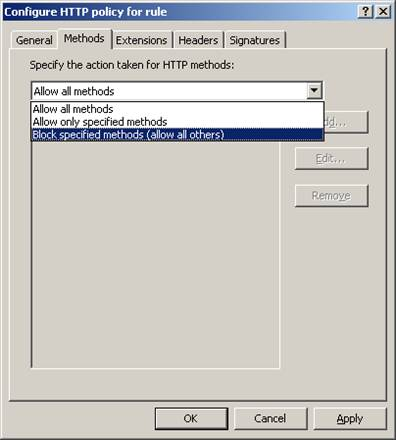 Configure HTTP policy for rule
General Methods Extensions Headers Signatures
Specify the action taken for HTTP methods:
Allow all methods
Allow all methods
Allow only specified methods
Block specified methods (allow all others)
Edit...
Remove
OK Cancel Apply